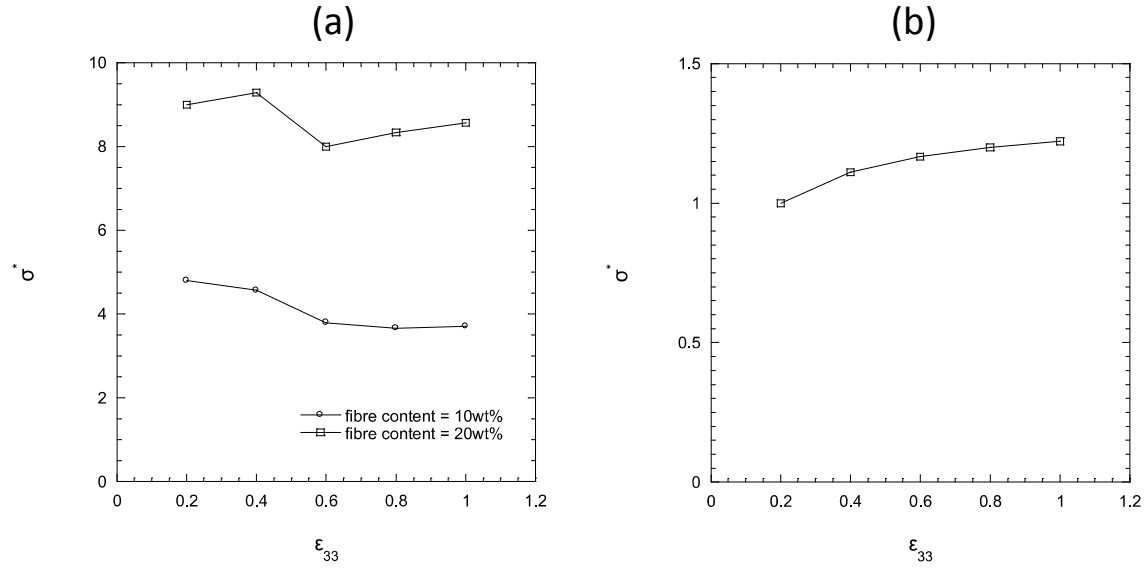 (a)
10
8
6
4
2
0
σ*
fibre content = 10wt%
fibre content = 20wt%
0 0.2 0.4 0.6 0.8 1 1.2
ε33
(b)
1.5
1
0.5
0
σ*
0 0.2 0.4 0.6 0.8 1 1.2
ε33